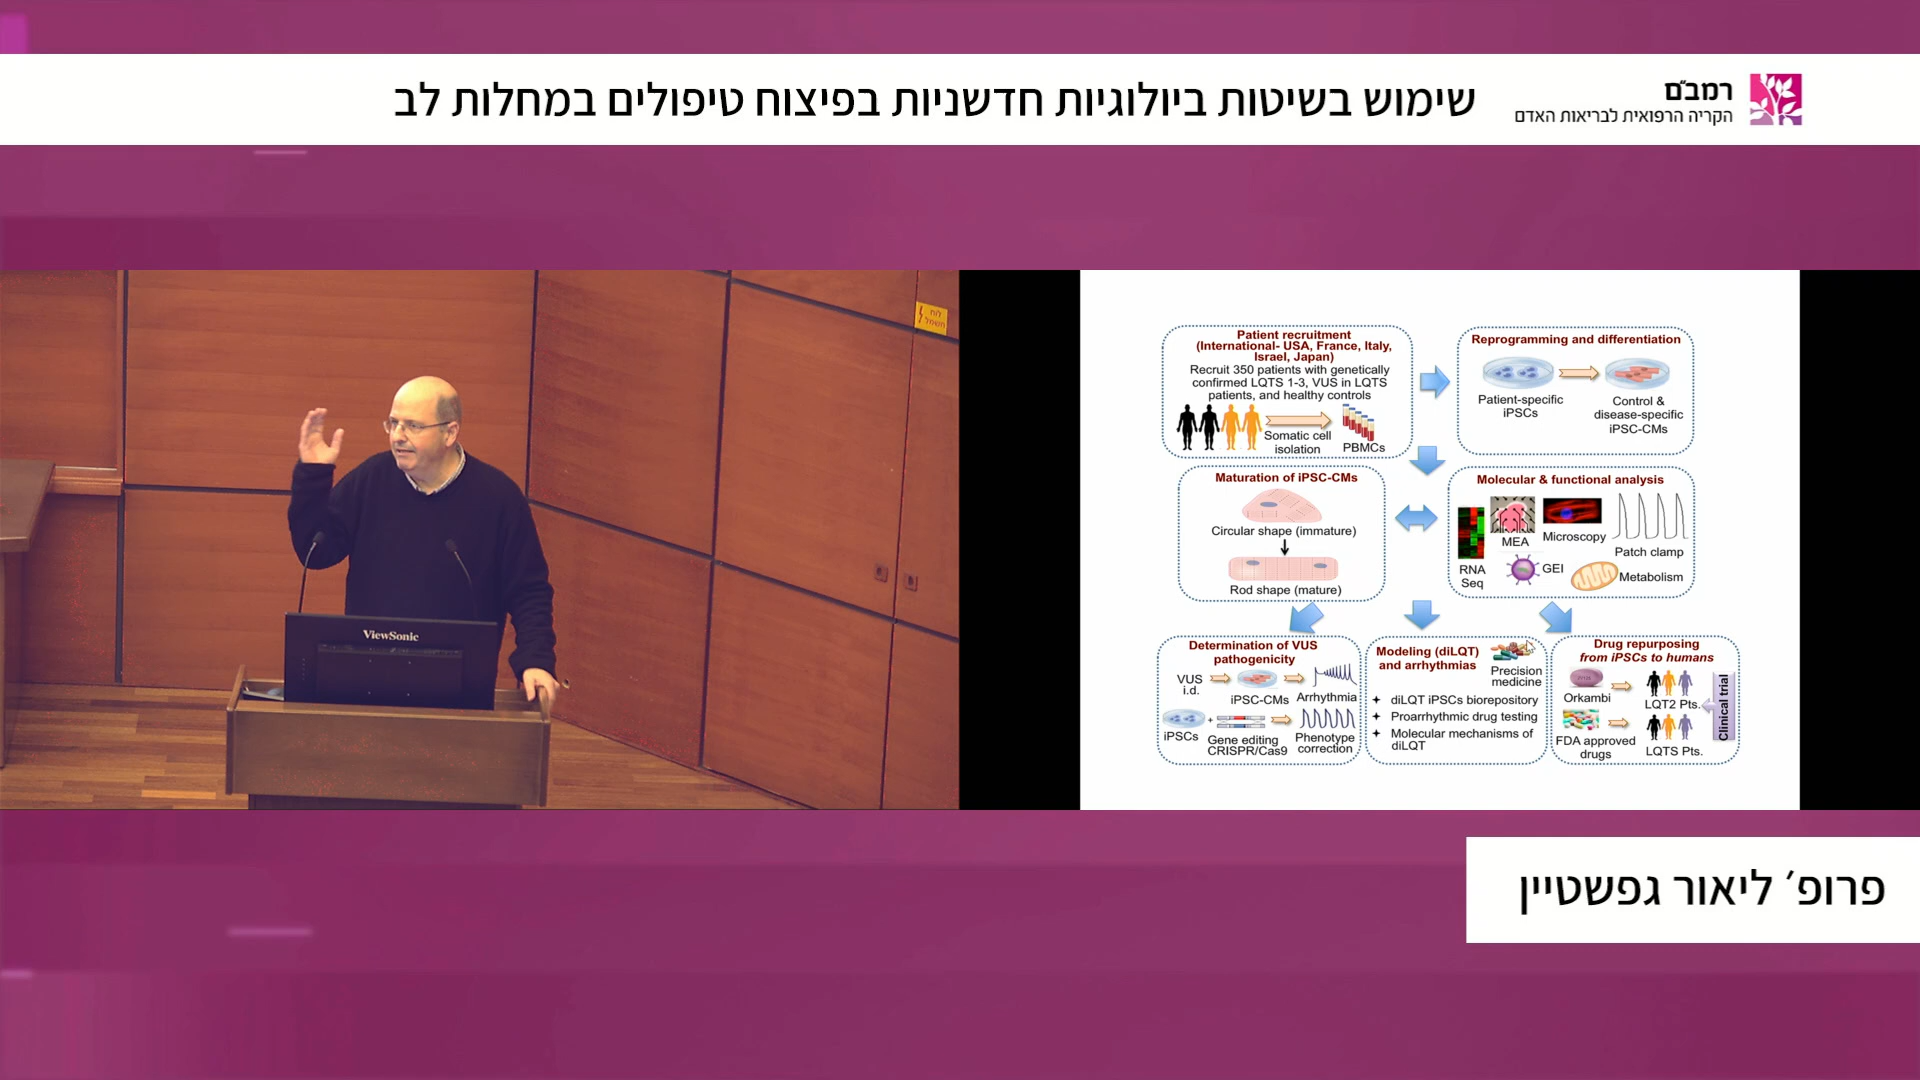 שימוש בשיטות ביולוגיות חדשניות בפיצוח טיפולים במחלות לב
רמב״ם
הקריה הרפואית לבריאות האדם
לוח
חשמל
ViewSonic
Patient recruitment
(International- USA, France, Italy,
Israel, Japan)
Recruit 350 patients with genetically
confirmed LQTS 1-3, VUS in LQTS
patients, and healthy controls
Somatic cell
isolation
PBMCs
Reprogramming and differentiation
Patient-specific
iPSCs
Control &
disease-specific
iPSC-CMs
Maturation of iPSC-CMs
Circular shape (immature)
Rod shape (mature)
Molecular & functional analysis
RNA
Seq
MEA
Microscopy
Patch clamp
GEI
Metabolism
Determination of VUS
pathogenicity
VUS
i.d.
iPSC-CMs
Arrhythmia
iPSCs
+
Gene editing
CRISPR/Cas9
Phenotype
correction
Modeling (diLQT)
and arrhythmias
Precision
medicine
diLQT iPSCs biorepository
Proarrhythmic drug testing
Molecular mechanisms of
diLQT
Drug repurposing
from iPSCs to humans
Orkambi
LQT2 Pts.
FDA approved
drugs
LQTS Pts.
Clinical trial
פרופ׳ ליאור גפשטיין